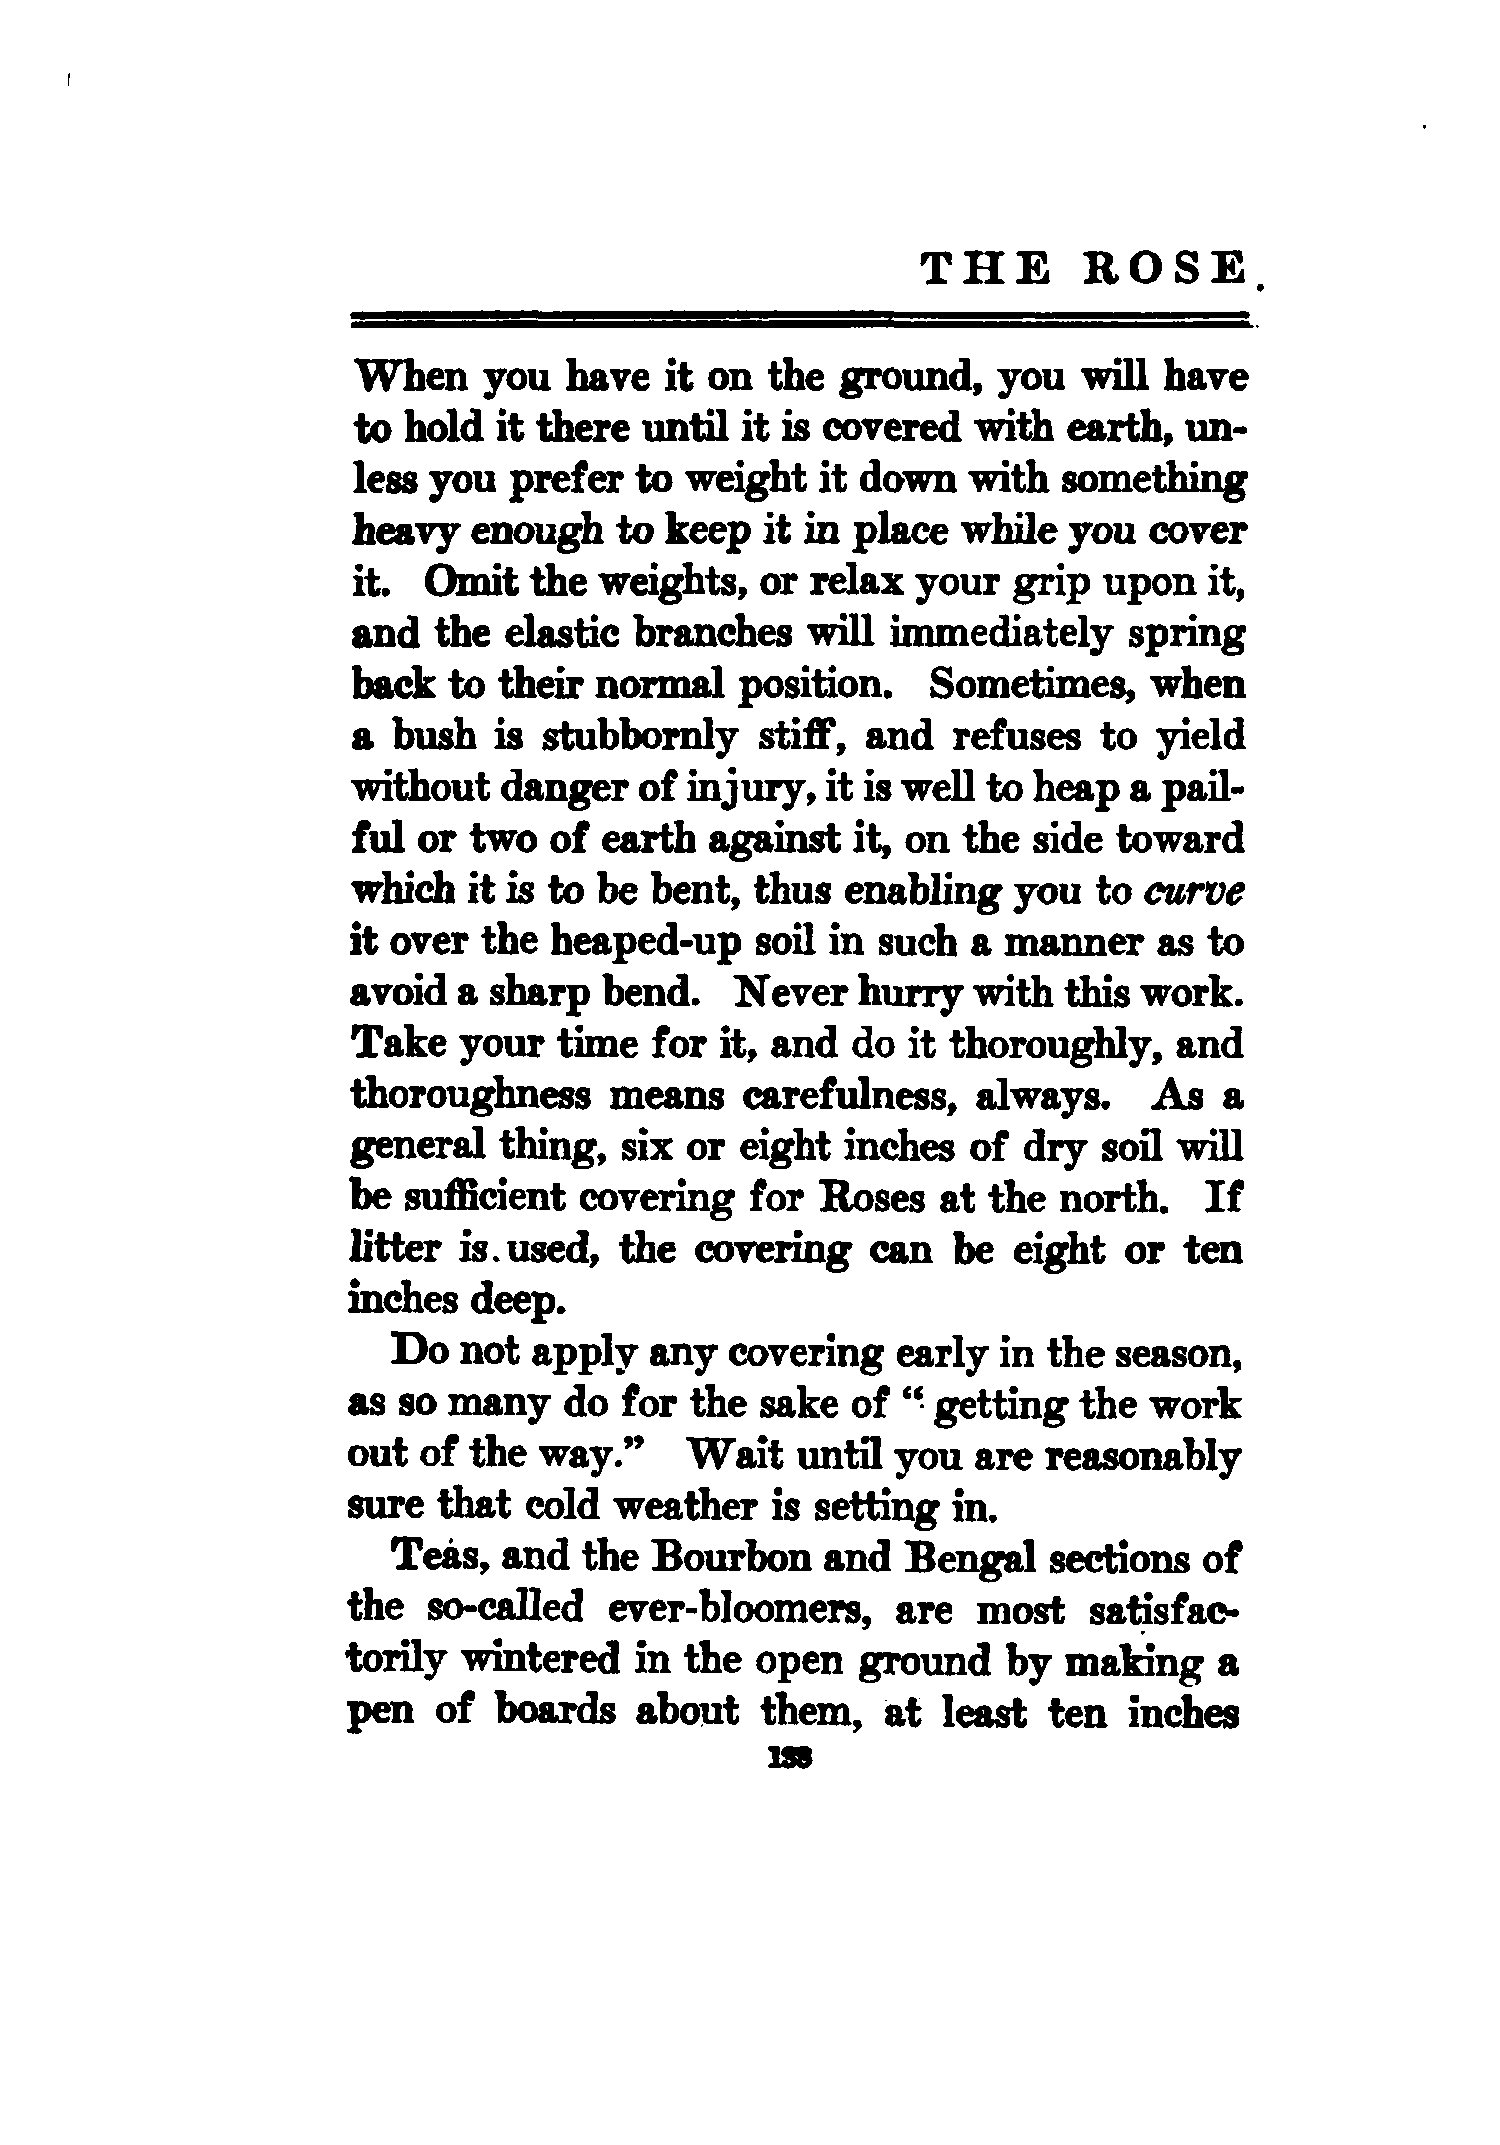 THE ROSE
When you have it on the ground, you will have
to hold it there until it is covered with earth, un-
less you prefer to weight it down with something
heavy enough to keep it in place while you cover
it. Omit the weights, or relax your grip upon it,
and the elastic branches will immediately spring
back to their normal position. Sometimes, when
a bush is stubbornly stiff, and refuses to yield
without danger of injury, it is well to heap a pail-
ful or two of earth against it, on the side toward
which it is to be bent, thus enabling you to curve
it over the heaped-up soil in such a manner as to
avoid a sharp bend. Never hurry with this work.
Take your time for it, and do it thoroughly, and
thoroughness means carefulness, always. As a
general thing, six or eight inches of dry soil will
be sufficient covering for Roses at the north. If
litter is used, the covering can be eight or ten
inches deep.
Do not apply any covering early in the season,
as so many do for the sake of “ getting the work
out of the way.” Wait until you are reasonably
sure that cold weather is setting in.
Teas, and the Bourbon and Bengal sections of
the so-called ever-bloomers, are most satisfac-
torily wintered in the open ground by making a
pen of boards about them, at least ten inches